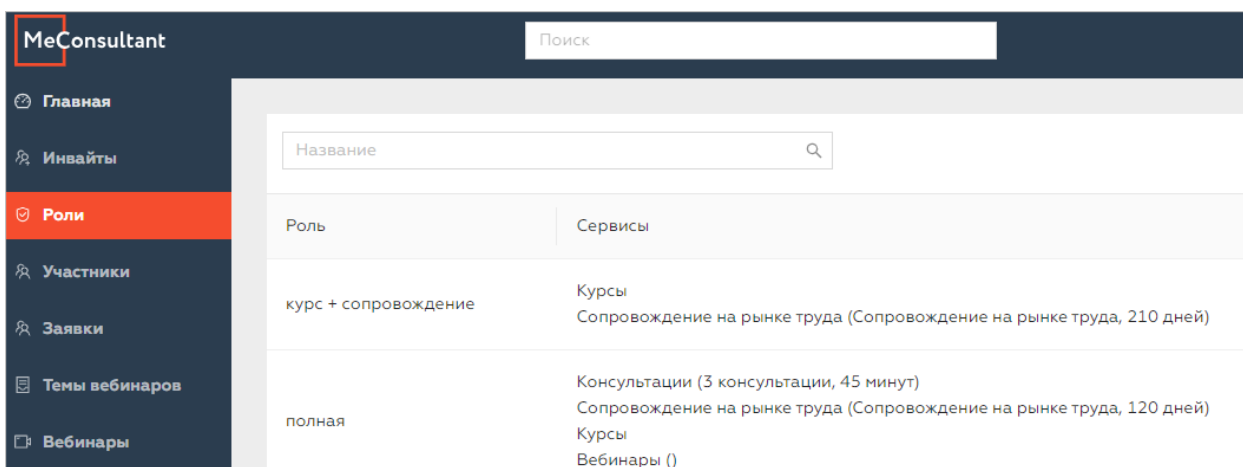 MeConsultant
Поиск
Главная
Инвайты
Роли
Участники
Заявки
Темы вебинаров
Вебинары
Название
Роль Сервисы
курс + сопровождение
Курсы
Сопровождение на рынке труда (Сопровождение на рынке труда, 210 дней)
полная
Консультации (3 консультации, 45 минут)
Сопровождение на рынке труда (Сопровождение на рынке труда, 120 дней)
Курсы
Вебинары ()